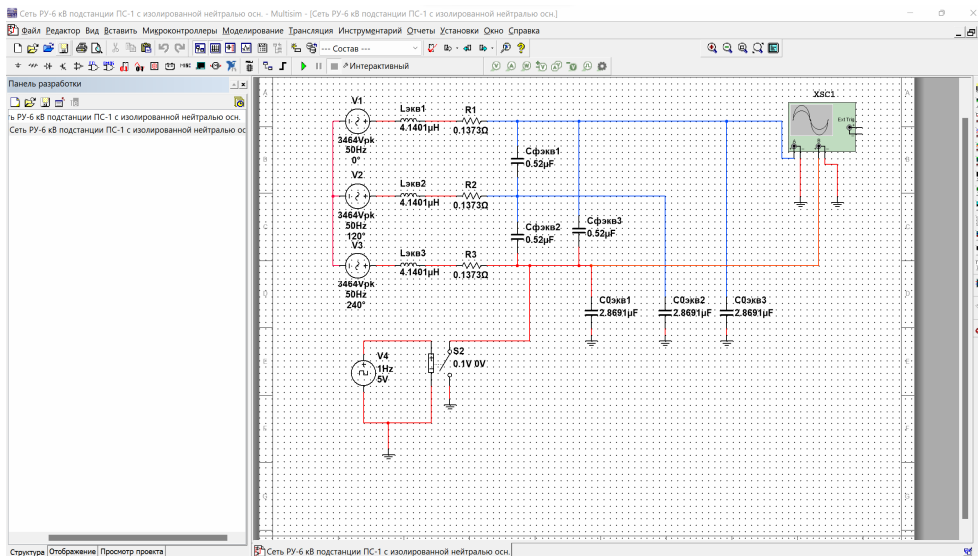 Сеть РУ-6 кВ подстанции ПС-1 с изолированной нейтралью осн. - Multisim - [Сеть РУ-6 кВ подстанции ПС-1 с изолированной нейтралью осн.]
Файл Редактор Вид Вставить Микроконтроллеры Моделирование Трансляция Инструментарий Отчеты Установки Окно Справка
--- Состав ---
Интерактивный
Панель разработки
ть РУ-6 кВ подстанции ПС-1 с изолированной нейтралью осн.
Сеть РУ-6 кВ подстанции ПС-1 с изолированной нейтралью ос
Структура Отображение Просмотр проекта
V1
3464Vpk
50Hz
0°
Lэкв1
4.1401µH
R1
0.1373Ω
V2
3464Vpk
50Hz
120°
Lэкв2
4.1401µH
R2
0.1373Ω
V3
3464Vpk
50Hz
240°
Lэкв3
4.1401µH
R3
0.1373Ω
Cфэкв1
0.52µF
Cфэкв2
0.52µF
Cфэкв3
0.52µF
C0экв1
2.8691µF
C0экв2
2.8691µF
C0экв3
2.8691µF
XSC1
Ext Trig
V4
1Hz
5V
S2
0.1V 0V
Сеть РУ-6 кВ подстанции ПС-1 с изолированной нейтралью осн.